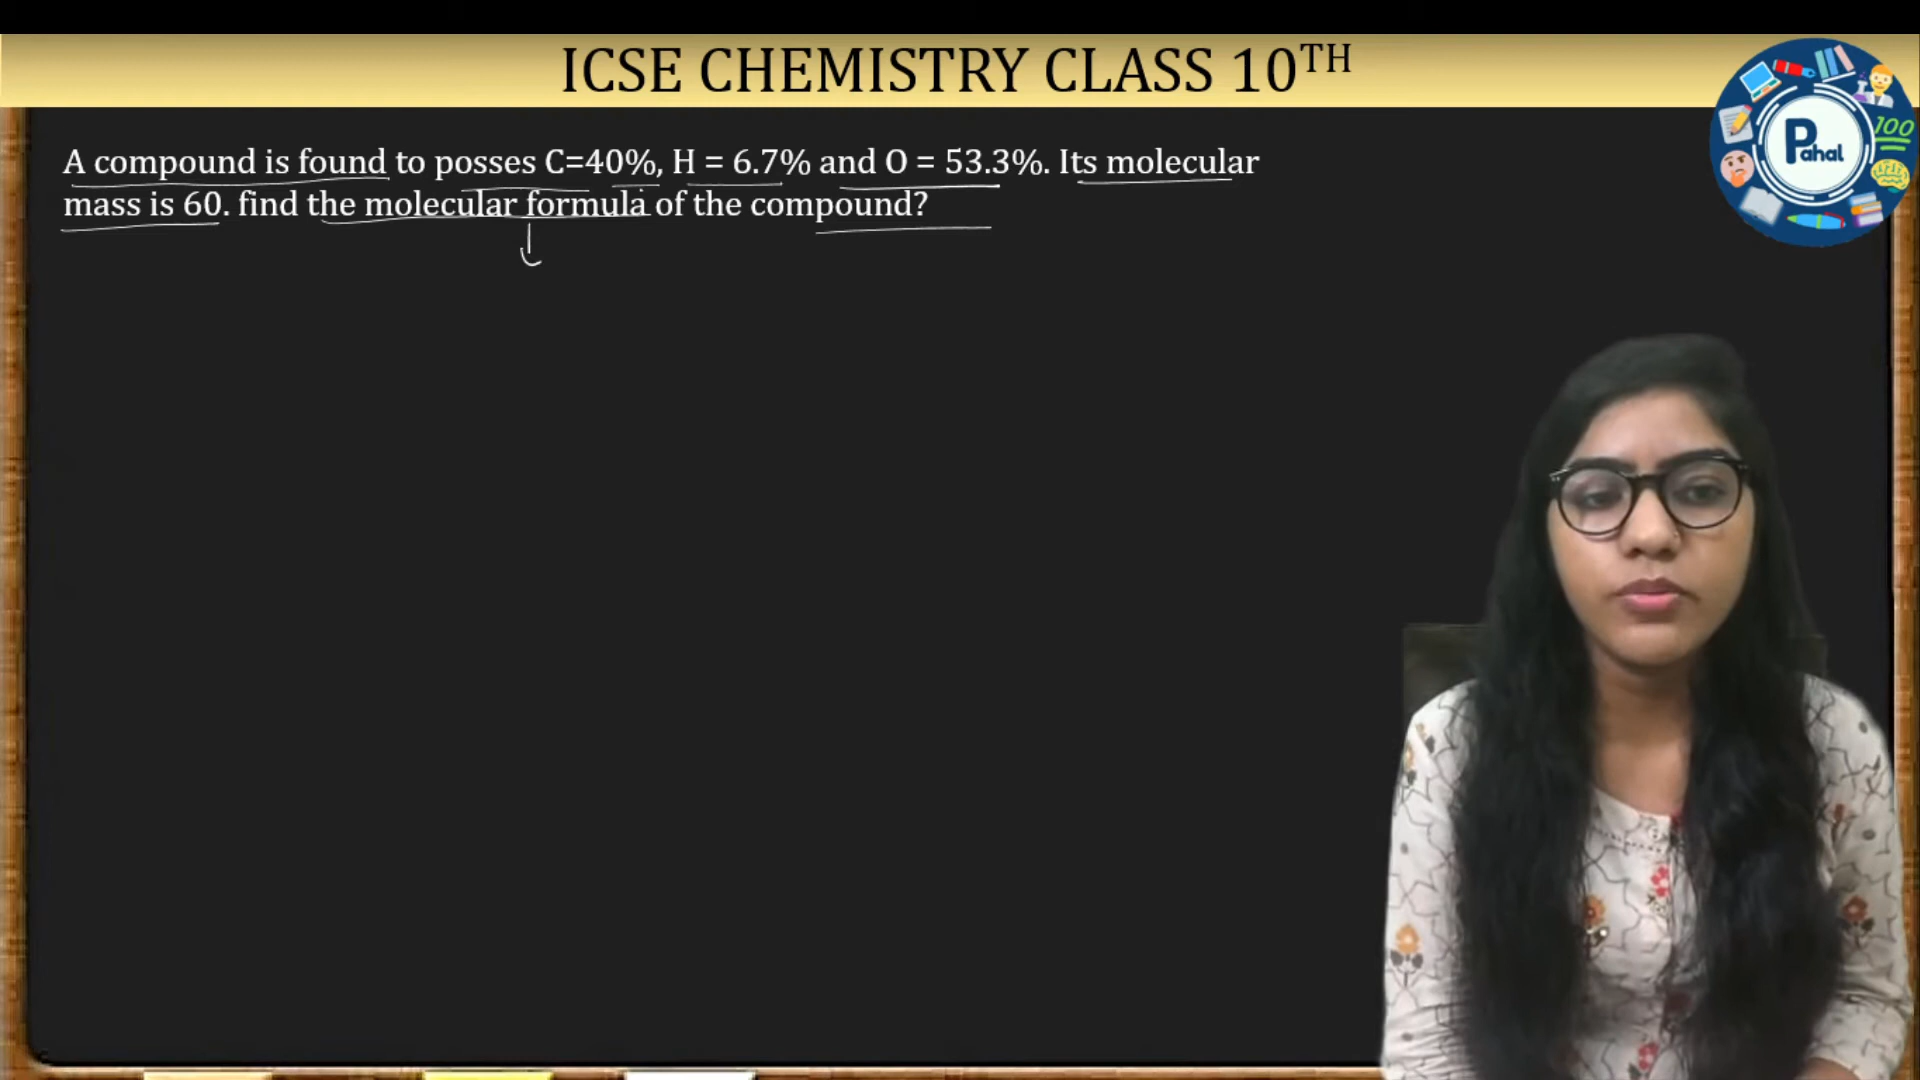 ICSE CHEMISTRY CLASS 10TH
100
Pahal
A compound is found to posses C=40%, H = 6.7% and O = 53.3%. Its molecular
mass is 60. find the molecular formula of the compound?